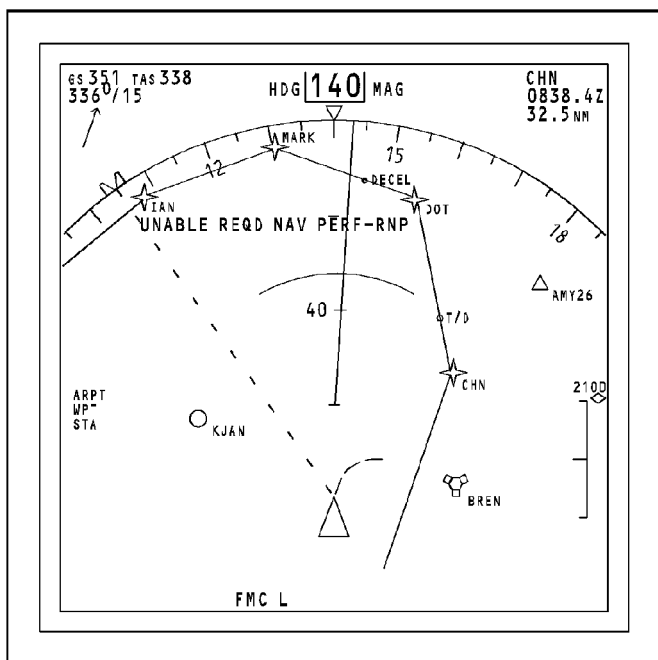 GS 351 TAS 338
336°/15
HDG 140 MAG
CHN
0838.4Z
32.5 NM
MARK
12
15
DECEL
IAN
DOT
UNABLE REQD NAV PERF-RNP
18
AMY26
40
T/D
CHN
2100
ARPT
WPT
STA
KJAN
BREN
FMC L